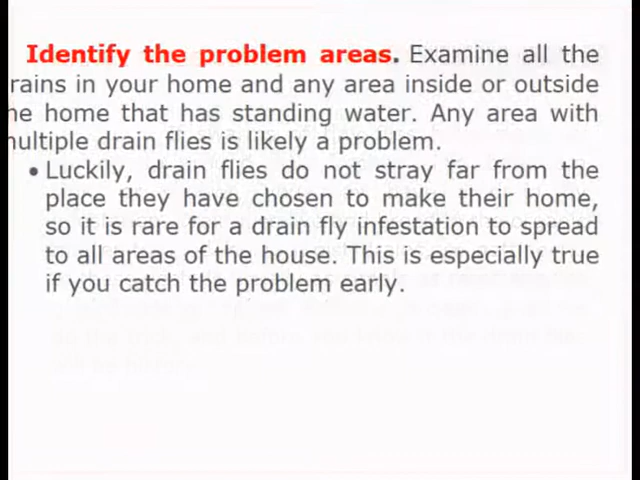 Identify the problem areas. Examine all the
rains in your home and any area inside or outside
he home that has standing water. Any area with
nultiple drain flies is likely a problem.
• Luckily, drain flies do not stray far from the
place they have chosen to make their home,
so it is rare for a drain fly infestation to spread
to all areas of the house. This is especially true
if you catch the problem early.